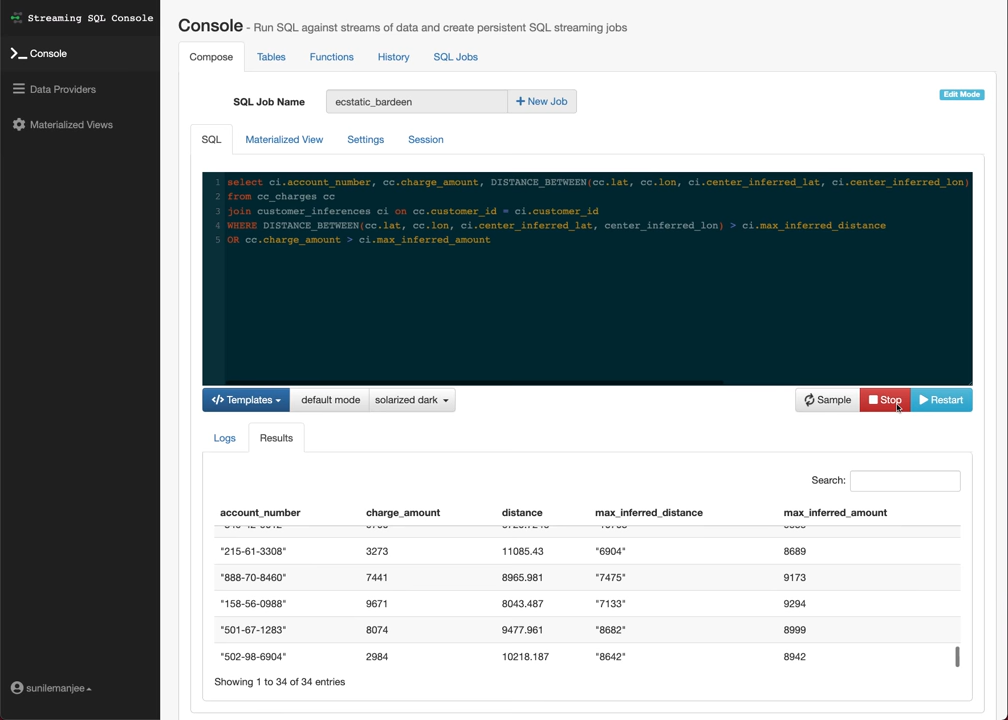 Streaming SQL Console
Console
Data Providers
Materialized Views
sunilemanjee
Console - Run SQL against streams of data and create persistent SQL streaming jobs
Compose Tables Functions History SQL Jobs
SQL Job Name ecstatic_bardeen + New Job
Edit Mode
SQL Materialized View Settings Session
1 select ci.account_number, cc.charge_amount, DISTANCE_BETWEEN(cc.lat, cc.lon, ci.center_inferred_lat, ci.center_inferred_lon)
2 from cc_charges cc
3 join customer_inferences ci on cc.customer_id = ci.customer_id
4 WHERE DISTANCE_BETWEEN(cc.lat, cc.lon, ci.center_inferred_lat, center_inferred_lon) > ci.max_inferred_distance
5 OR cc.charge_amount > ci.max_inferred_amount
</> Templates default mode solarized dark Sample Stop Restart
Logs Results
Search:
account_number charge_amount distance max_inferred_distance max_inferred_amount
"215-61-3308" 3273 11085.43 "6904" 8689
"888-70-8460" 7441 8965.981 "7475" 9173
"158-56-0988" 9671 8043.487 "7133" 9294
"501-67-1283" 8074 9477.961 "8682" 8999
"502-98-6904" 2984 10218.187 "8642" 8942
Showing 1 to 34 of 34 entries